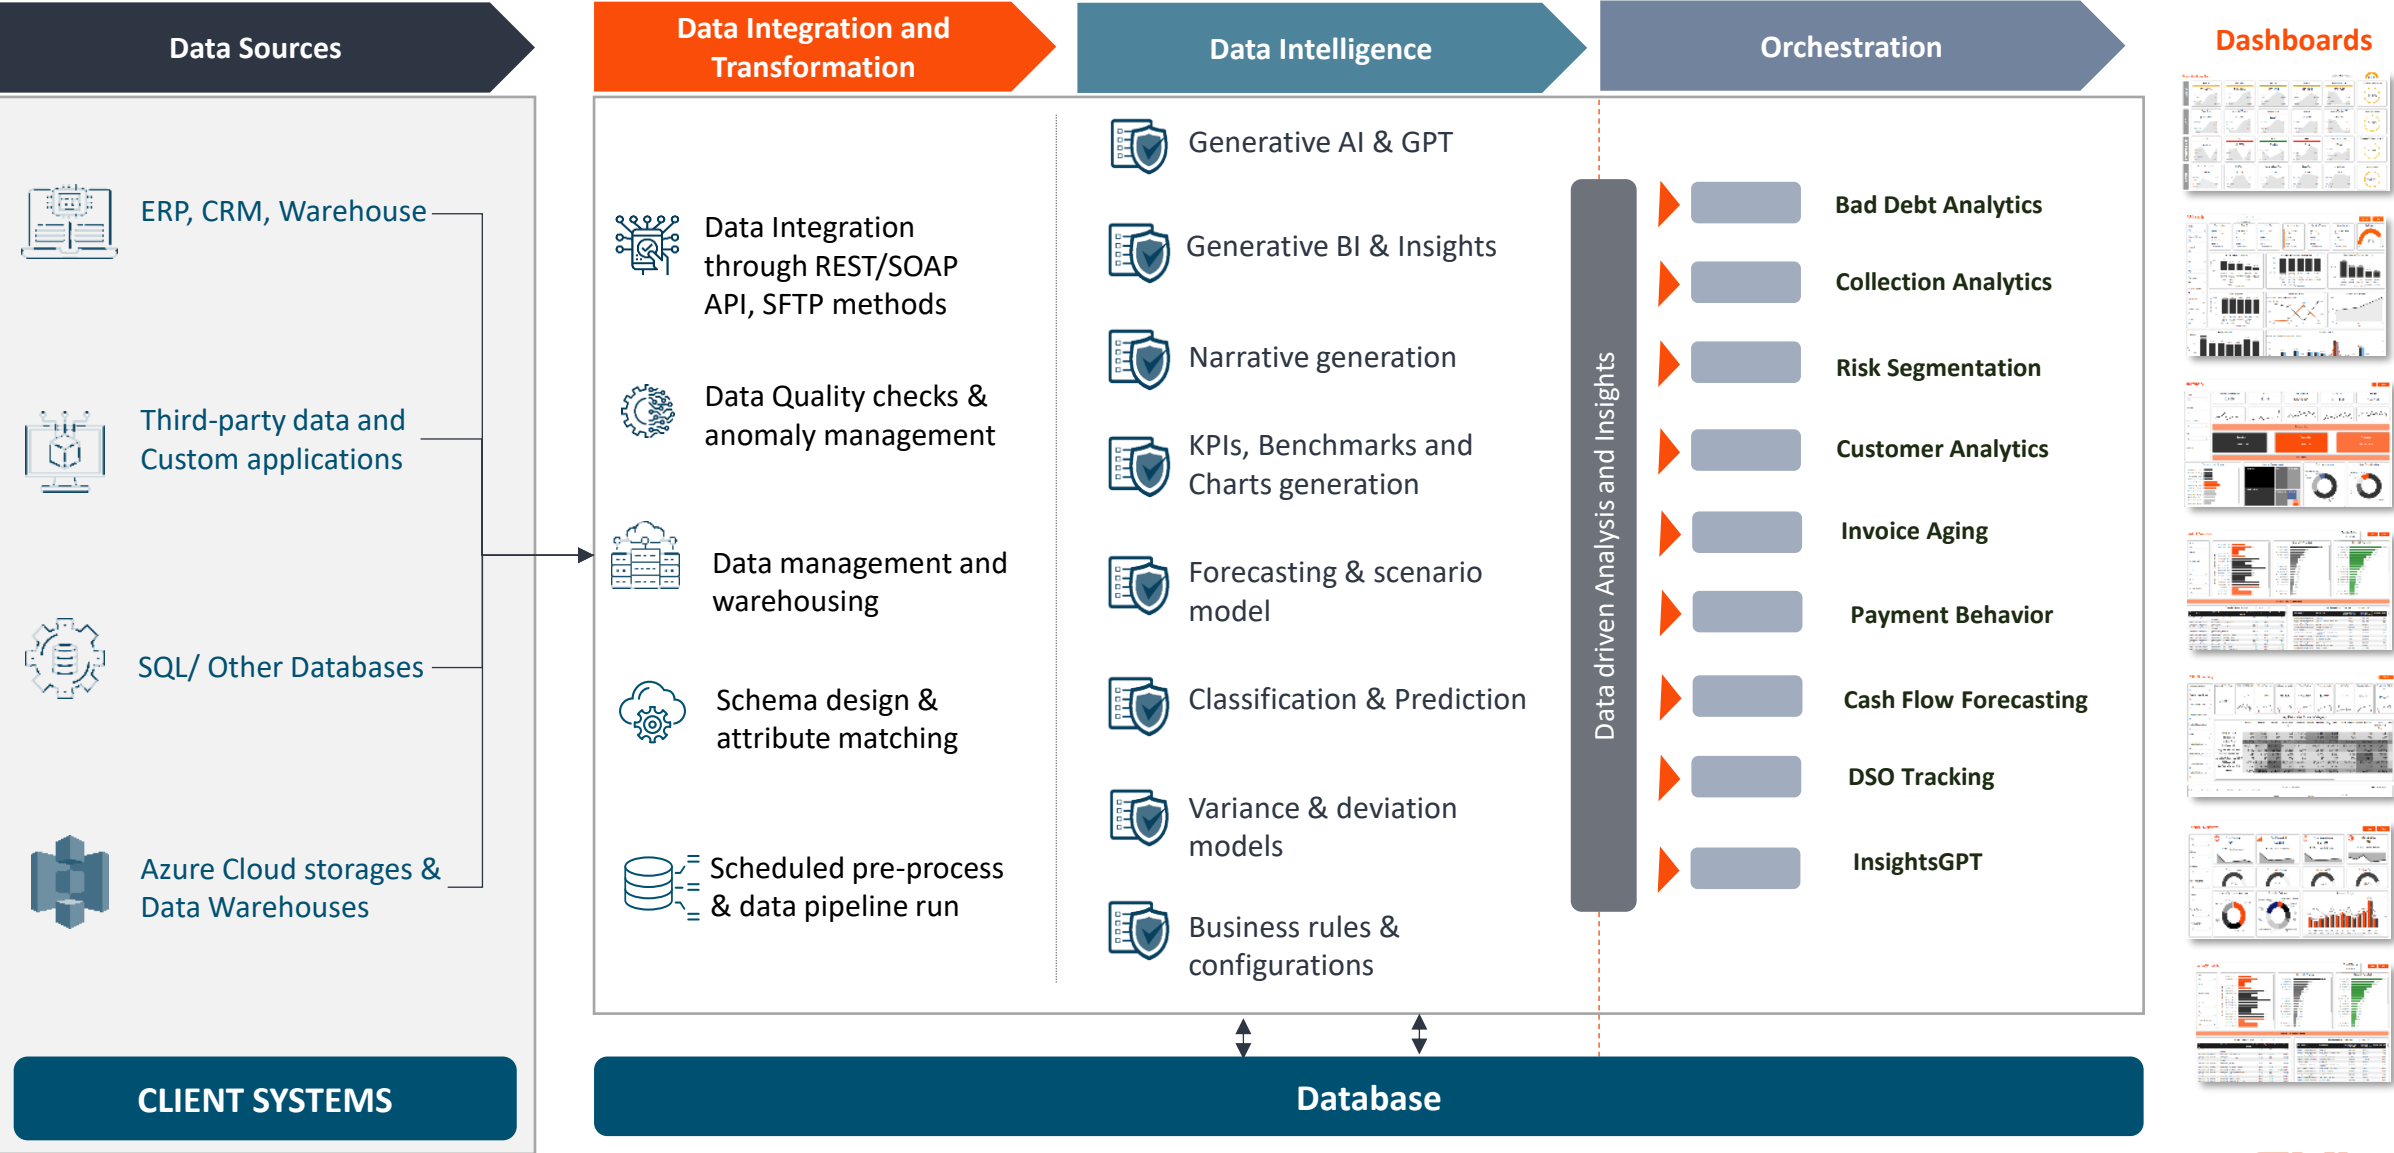 Data Sources
Data Integration and
Transformation
Data Intelligence
Orchestration
Dashboards
ERP, CRM, Warehouse
Third-party data and
Custom applications
SQL/ Other Databases
Azure Cloud storages &
Data Warehouses
CLIENT SYSTEMS
Data Integration
through REST/SOAP
API, SFTP methods
Data Quality checks &
anomaly management
Data management and
warehousing
Schema design &
attribute matching
Scheduled pre-process
& data pipeline run
Generative AI & GPT
Generative BI & Insights
Narrative generation
KPIs, Benchmarks and
Charts generation
Forecasting & scenario
model
Classification & Prediction
Variance & deviation
models
Business rules &
configurations
Data driven Analysis and Insights
Bad Debt Analytics
Collection Analytics
Risk Segmentation
Customer Analytics
Invoice Aging
Payment Behavior
Cash Flow Forecasting
DSO Tracking
InsightsGPT
Database